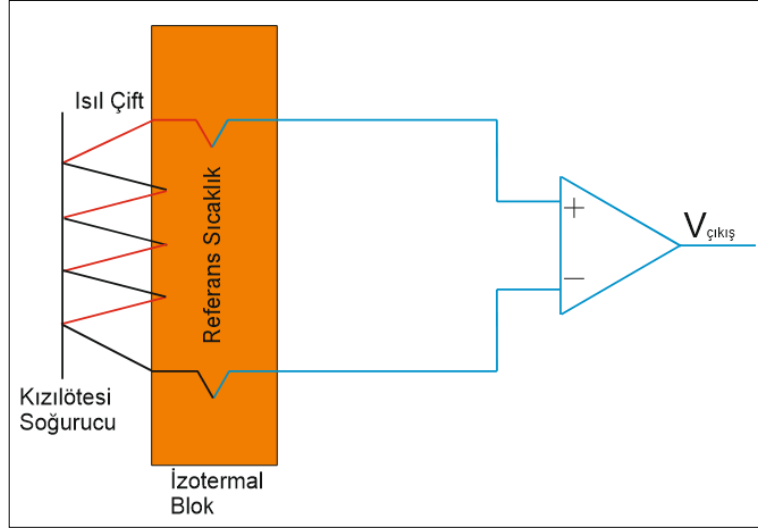 Isıl Çift
Referans Sıcaklık
+
−
Vçıkış
Kızılötesi
Soğurucu
İzotermal
Blok